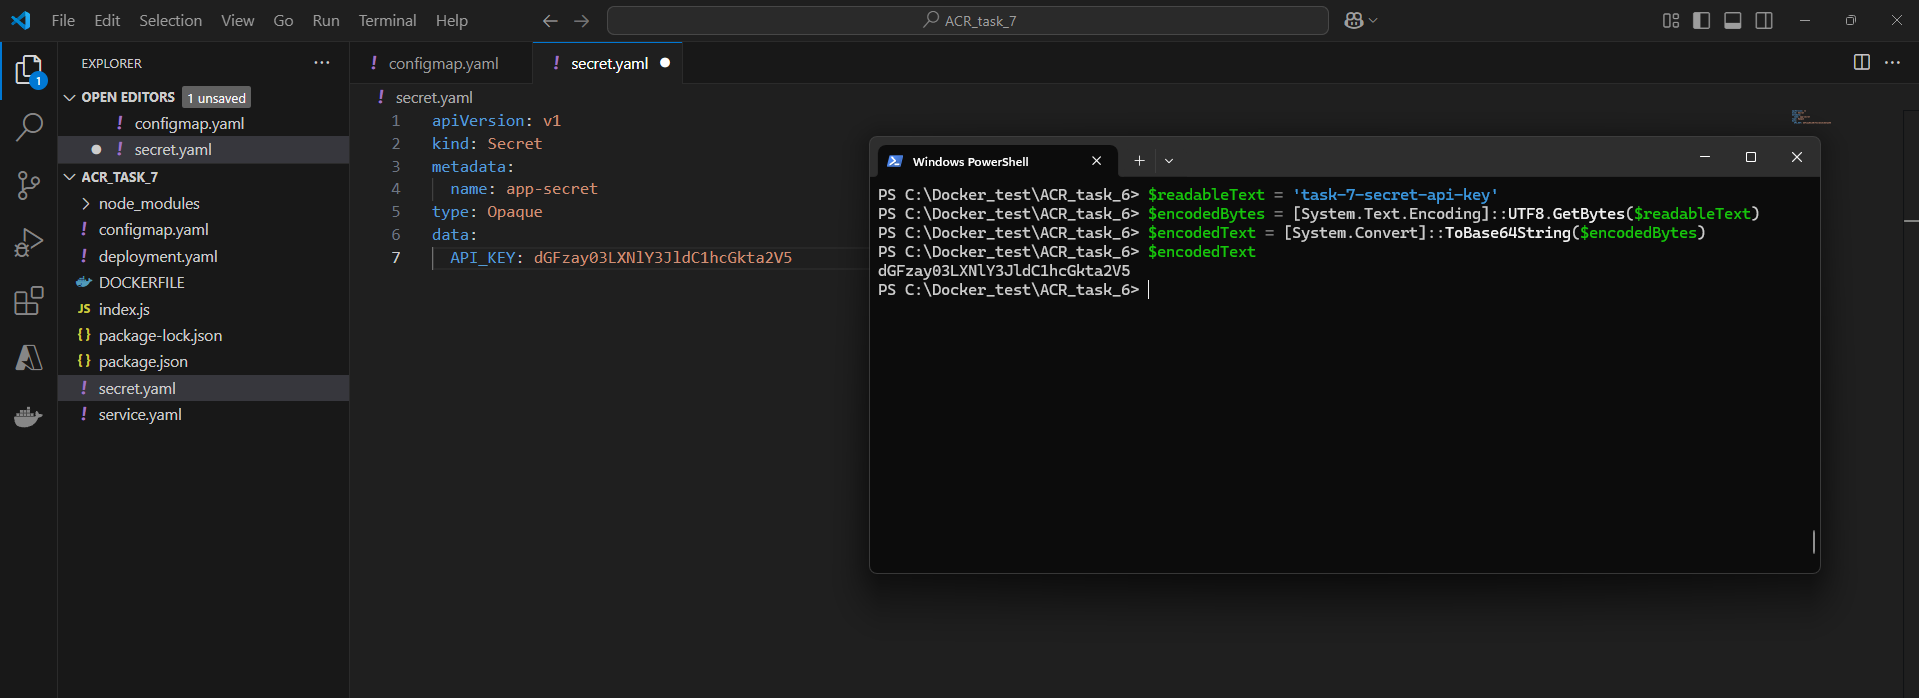 File Edit Selection View Go Run Terminal Help
ACR_task_7
EXPLORER
OPEN EDITORS 1 unsaved
! configmap.yaml
! secret.yaml
ACR_TASK_7
node_modules
! configmap.yaml
! deployment.yaml
DOCKERFILE
JS index.js
{} package-lock.json
{} package.json
! secret.yaml
! service.yaml
1
! configmap.yaml
! secret.yaml
! secret.yaml
1 apiVersion: v1
2 kind: Secret
3 metadata:
4 name: app-secret
5 type: Opaque
6 data:
7 API_KEY: dGFzay03LXNlY3JldC1hcGkta2V5
Windows PowerShell
PS C:\Docker_test\ACR_task_6> $readableText = 'task-7-secret-api-key'
PS C:\Docker_test\ACR_task_6> $encodedBytes = [System.Text.Encoding]::UTF8.GetBytes($readableText)
PS C:\Docker_test\ACR_task_6> $encodedText = [System.Convert]::ToBase64String($encodedBytes)
PS C:\Docker_test\ACR_task_6> $encodedText
dGFzay03LXNlY3JldC1hcGkta2V5
PS C:\Docker_test\ACR_task_6>